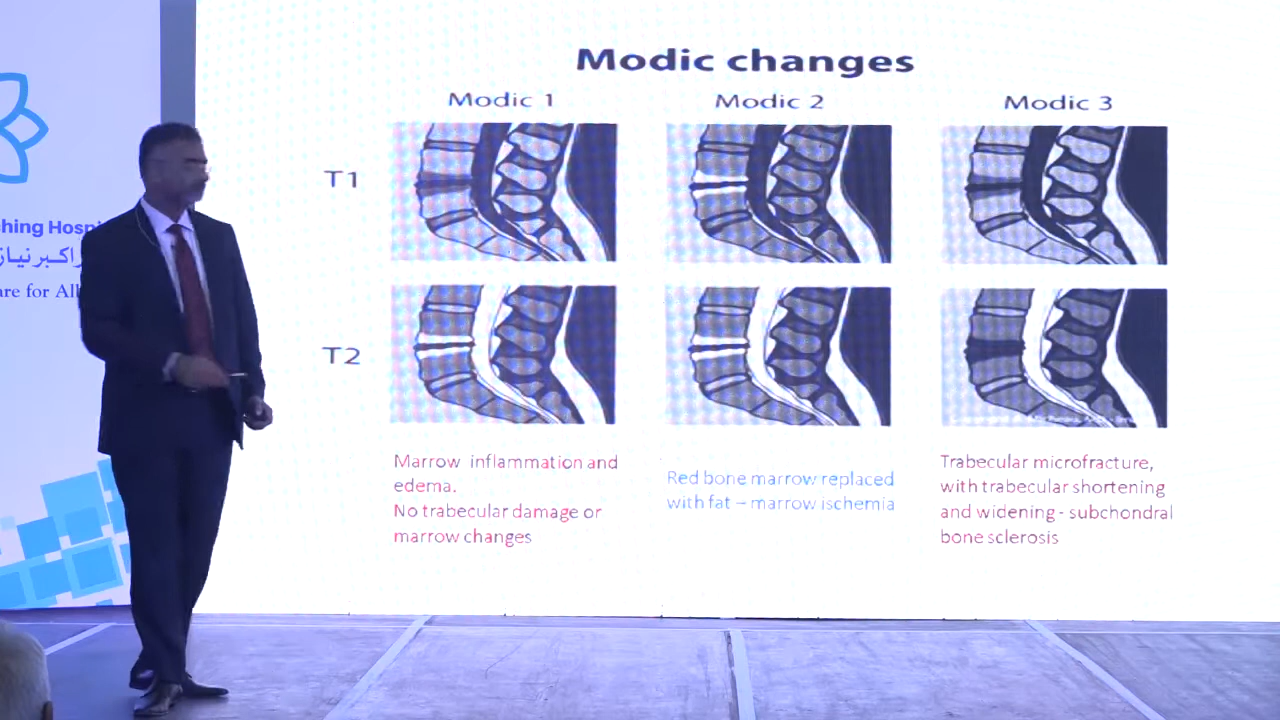 Modic changes
Modic 1
Modic 2
Modic 3
T1
T2
Marrow inflammation and
edema.
No trabecular damage or
marrow changes
Red bone marrow replaced
with fat – marrow ischemia
Trabecular microfracture,
with trabecular shortening
and widening - subchondral
bone sclerosis
ching Hospi
اكبر نياز
are for All